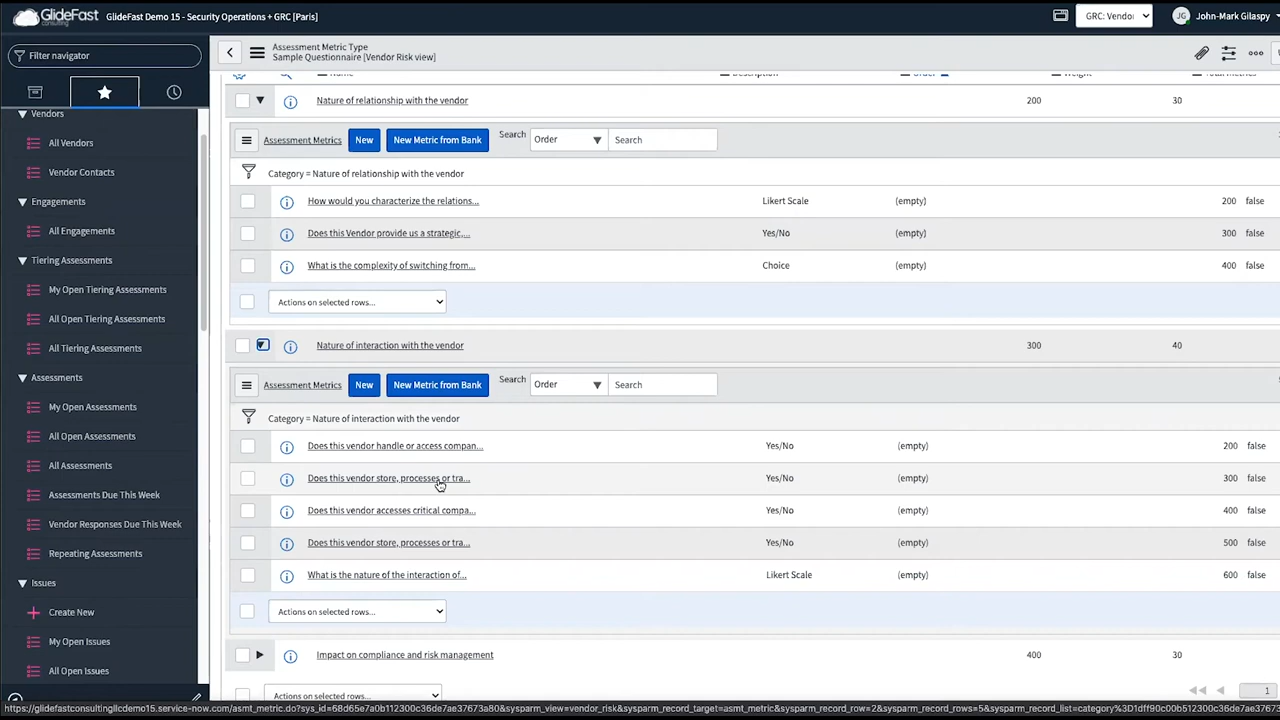 GlideFast
consulting
GlideFast Demo 15 - Security Operations + GRC [Paris]
GRC: Vendo
JG
John-Mark Gilaspy
Filter navigator
Assessment Metric Type
Sample Questionnaire [Vendor Risk view]
Name Description Order Weight Total metrics
Vendors
All Vendors
Vendor Contacts
Engagements
All Engagements
Tiering Assessments
My Open Tiering Assessments
All Open Tiering Assessments
All Tiering Assessments
Assessments
My Open Assessments
All Open Assessments
All Assessments
Assessments Due This Week
Vendor Responses Due This Week
Repeating Assessments
Issues
Create New
My Open Issues
All Open Issues
Nature of relationship with the vendor 200 30
Assessment Metrics New New Metric from Bank Search Order Search
Category = Nature of relationship with the vendor
How would you characterize the relations... Likert Scale (empty) 200 false
Does this Vendor provide us a strategic,... Yes/No (empty) 300 false
What is the complexity of switching from... Choice (empty) 400 false
Actions on selected rows...
Nature of interaction with the vendor 300 40
Assessment Metrics New New Metric from Bank Search Order Search
Category = Nature of interaction with the vendor
Does this vendor handle or access compan... Yes/No (empty) 200 false
Does this vendor store, processes or tra... Yes/No (empty) 300 false
Does this vendor accesses critical compa... Yes/No (empty) 400 false
Does this vendor store, processes or tra... Yes/No (empty) 500 false
What is the nature of the interaction of... Likert Scale (empty) 600 false
Actions on selected rows...
Impact on compliance and risk management 400 30
Actions on selected rows...
1